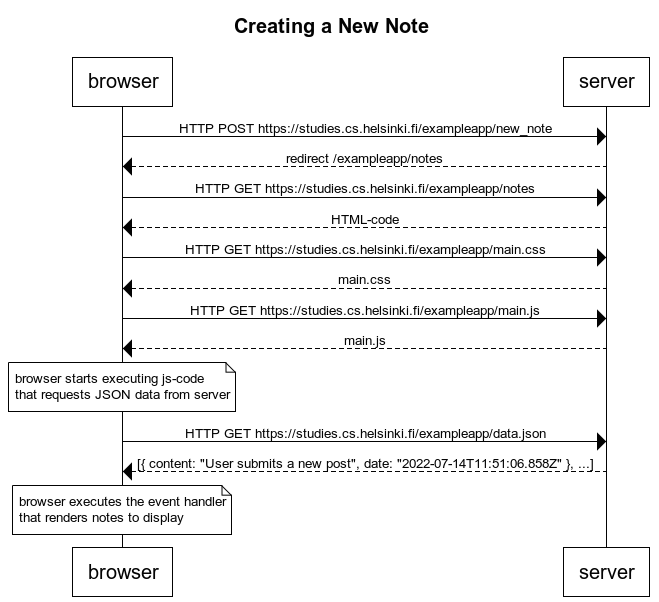 Creating a New Note
browser
server
HTTP POST https://studies.cs.helsinki.fi/exampleapp/new_note
redirect /exampleapp/notes
HTTP GET https://studies.cs.helsinki.fi/exampleapp/notes
HTML-code
HTTP GET https://studies.cs.helsinki.fi/exampleapp/main.css
main.css
HTTP GET https://studies.cs.helsinki.fi/exampleapp/main.js
main.js
browser starts executing js-code
that requests JSON data from server
HTTP GET https://studies.cs.helsinki.fi/exampleapp/data.json
[{ content: "User submits a new post", date: "2022-07-14T11:51:06.858Z" }, ...]
browser executes the event handler
that renders notes to display
browser
server